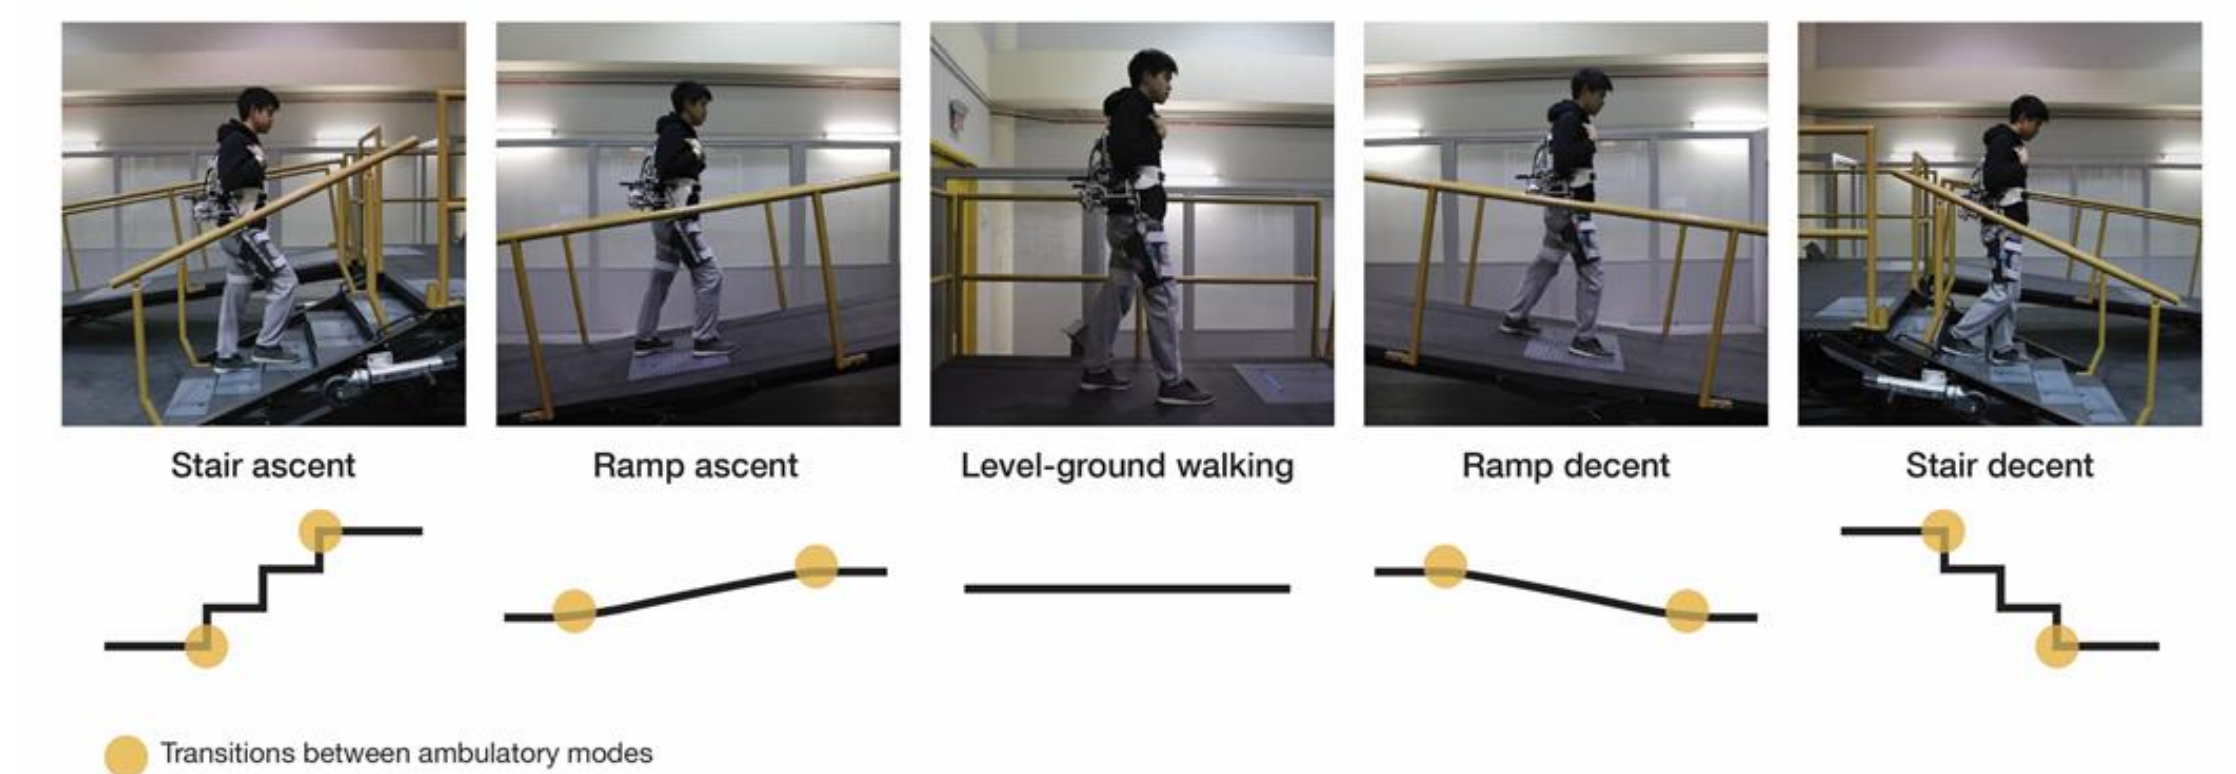 Stair ascent
Ramp ascent
Level-ground walking
Ramp decent
Stair decent
Transitions between ambulatory modes